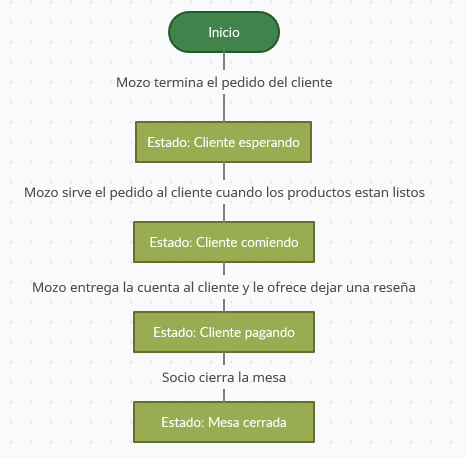 Inicio
Mozo termina el pedido del cliente
Estado: Cliente esperando
Mozo sirve el pedido al cliente cuando los productos estan listos
Estado: Cliente comiendo
Mozo entrega la cuenta al cliente y le ofrece dejar una reseña
Estado: Cliente pagando
Socio cierra la mesa
Estado: Mesa cerrada